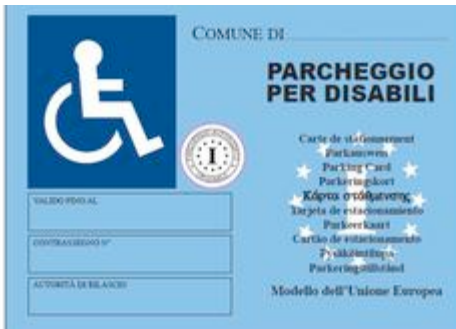 COMUNE DI
PARCHEGGIO
PER DISABILI
I
Carte de stationnement
Parkausweis
Parking Card
Parkeringskort
Κάρτα στάθμευσης
Tarjeta de estacionamiento
Parkeerkaart
Cartão de estacionamento
Pysäköintilupa
Parkeringstillstånd
Modello dell'Unione Europea
VALIDO FINO AL
CONTRASSEGNO N°
AUTORITÀ DI RILASCIO